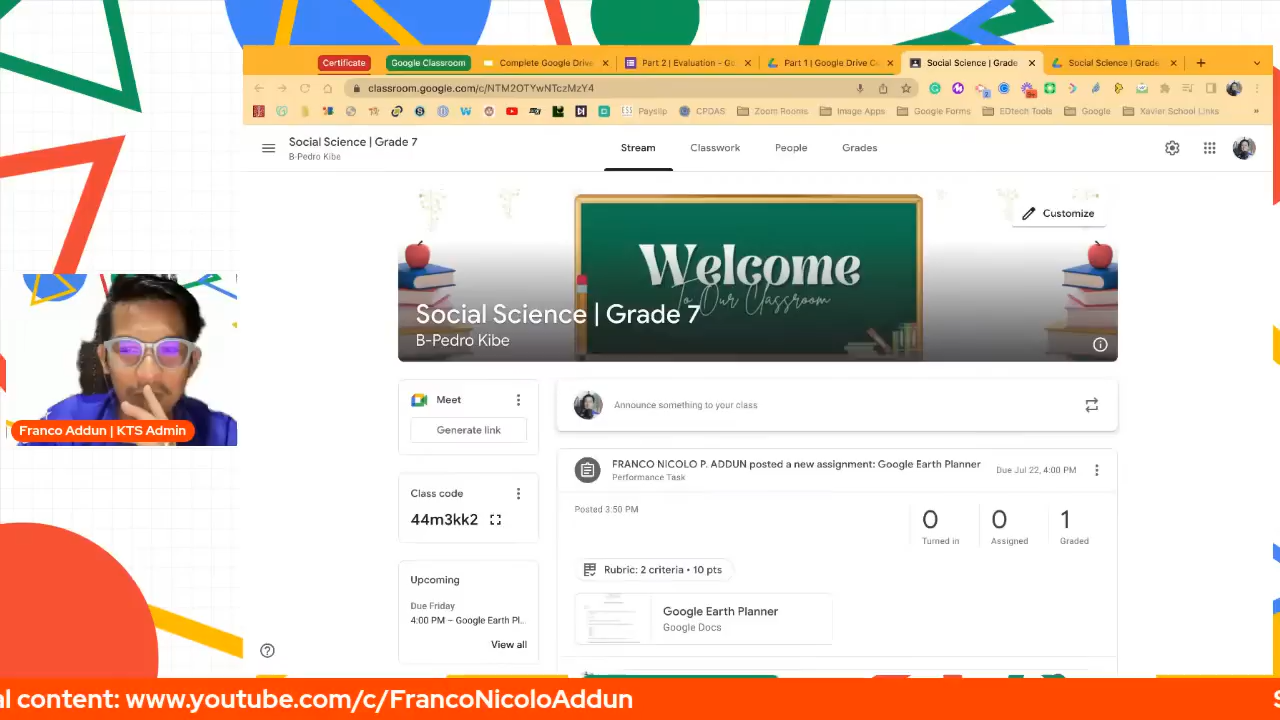 Certificate
Google Classroom
Complete Google Drive
Part 2 | Evaluation - Go
Part 1 | Google Drive Co
Social Science | Grade
Social Science | Grade
classroom.google.com/c/NTM2OTYwNTczMzY4
Payslip
CPDAS
Zoom Rooms
Image Apps
Google Forms
EDtech Tools
Google
Xavier School Links
Social Science | Grade 7
B-Pedro Kibe
Stream
Classwork
People
Grades
Customize
Welcome
To Our Classroom
Social Science | Grade 7
B-Pedro Kibe
Meet
Generate link
Announce something to your class
Class code
44m3kk2
FRANCO NICOLO P. ADDUN posted a new assignment: Google Earth Planner
Due Jul 22, 4:00 PM
Performance Task
Posted 3:50 PM
0
Turned in
0
Assigned
1
Graded
Rubric: 2 criteria • 10 pts
Google Earth Planner
Google Docs
Upcoming
Due Friday
4:00 PM – Google Earth Pl...
View all
Franco Addun | KTS Admin
al content: www.youtube.com/c/FrancoNicoloAddun